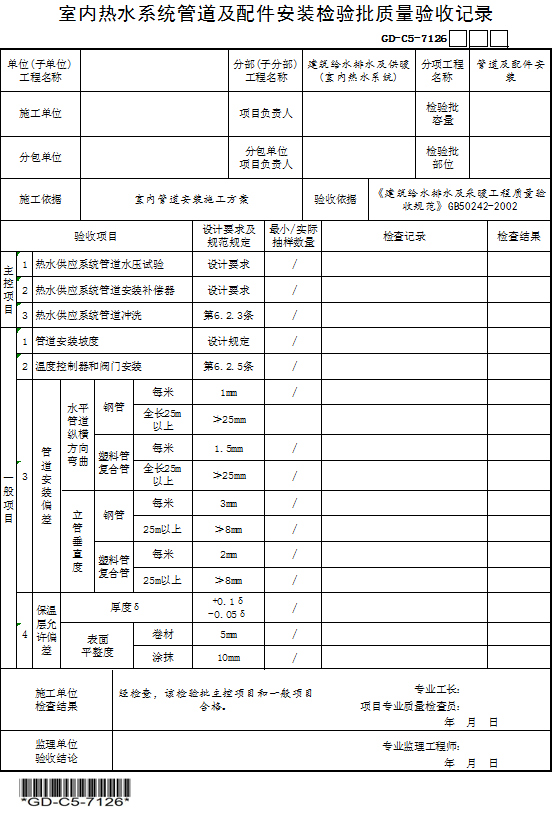 室内热水系统管道及配件安装检验批质量验收记录
GD-C5-7126
单位(子单位)
工程名称
分部(子分部)
工程名称
建筑给水排水及供暖
(室内热水系统)
分项工程
名称
管道及配件安
装
施工单位
项目负责人
检验批
容量
分包单位
分包单位
项目负责人
检验批
部位
施工依据
室内管道安装施工方案
验收依据
《建筑给水排水及采暖工程质量验
收规范》GB50242-2002
验收项目
设计要求及
规范规定
最小/实际
抽样数量
检查记录
检查结果
主控项目
1 热水供应系统管道水压试验 设计要求 /
2 热水供应系统管道安装补偿器 设计要求 /
3 热水供应系统管道冲洗 第6.2.3条 /
一般项目
1 管道安装坡度 设计规定 /
2 温度控制器和阀门安装 第6.2.5条 /
3
管道安装偏差
水平
管道
纵横
方向
弯曲
钢管
每米 1mm /
全长25m
以上
>25mm
塑料管
复合管
每米 1.5mm /
全长25m
以上
>25mm /
立管垂直度
钢管
每米 3mm /
25m以上 >8mm /
塑料管
复合管
每米 2mm /
25m以上 >8mm /
4
保温
层允
许偏
差
厚度δ
+0.1δ
-0.05δ
/
表面
平整度
卷材 5mm /
涂抹 10mm /
施工单位
检查结果
经检查，该检验批主控项目和一般项目
合格。
专业工长：
项目专业质量检查员：
年 月 日
监理单位
验收结论
专业监理工程师：
年 月 日
*GD-C5-7126*